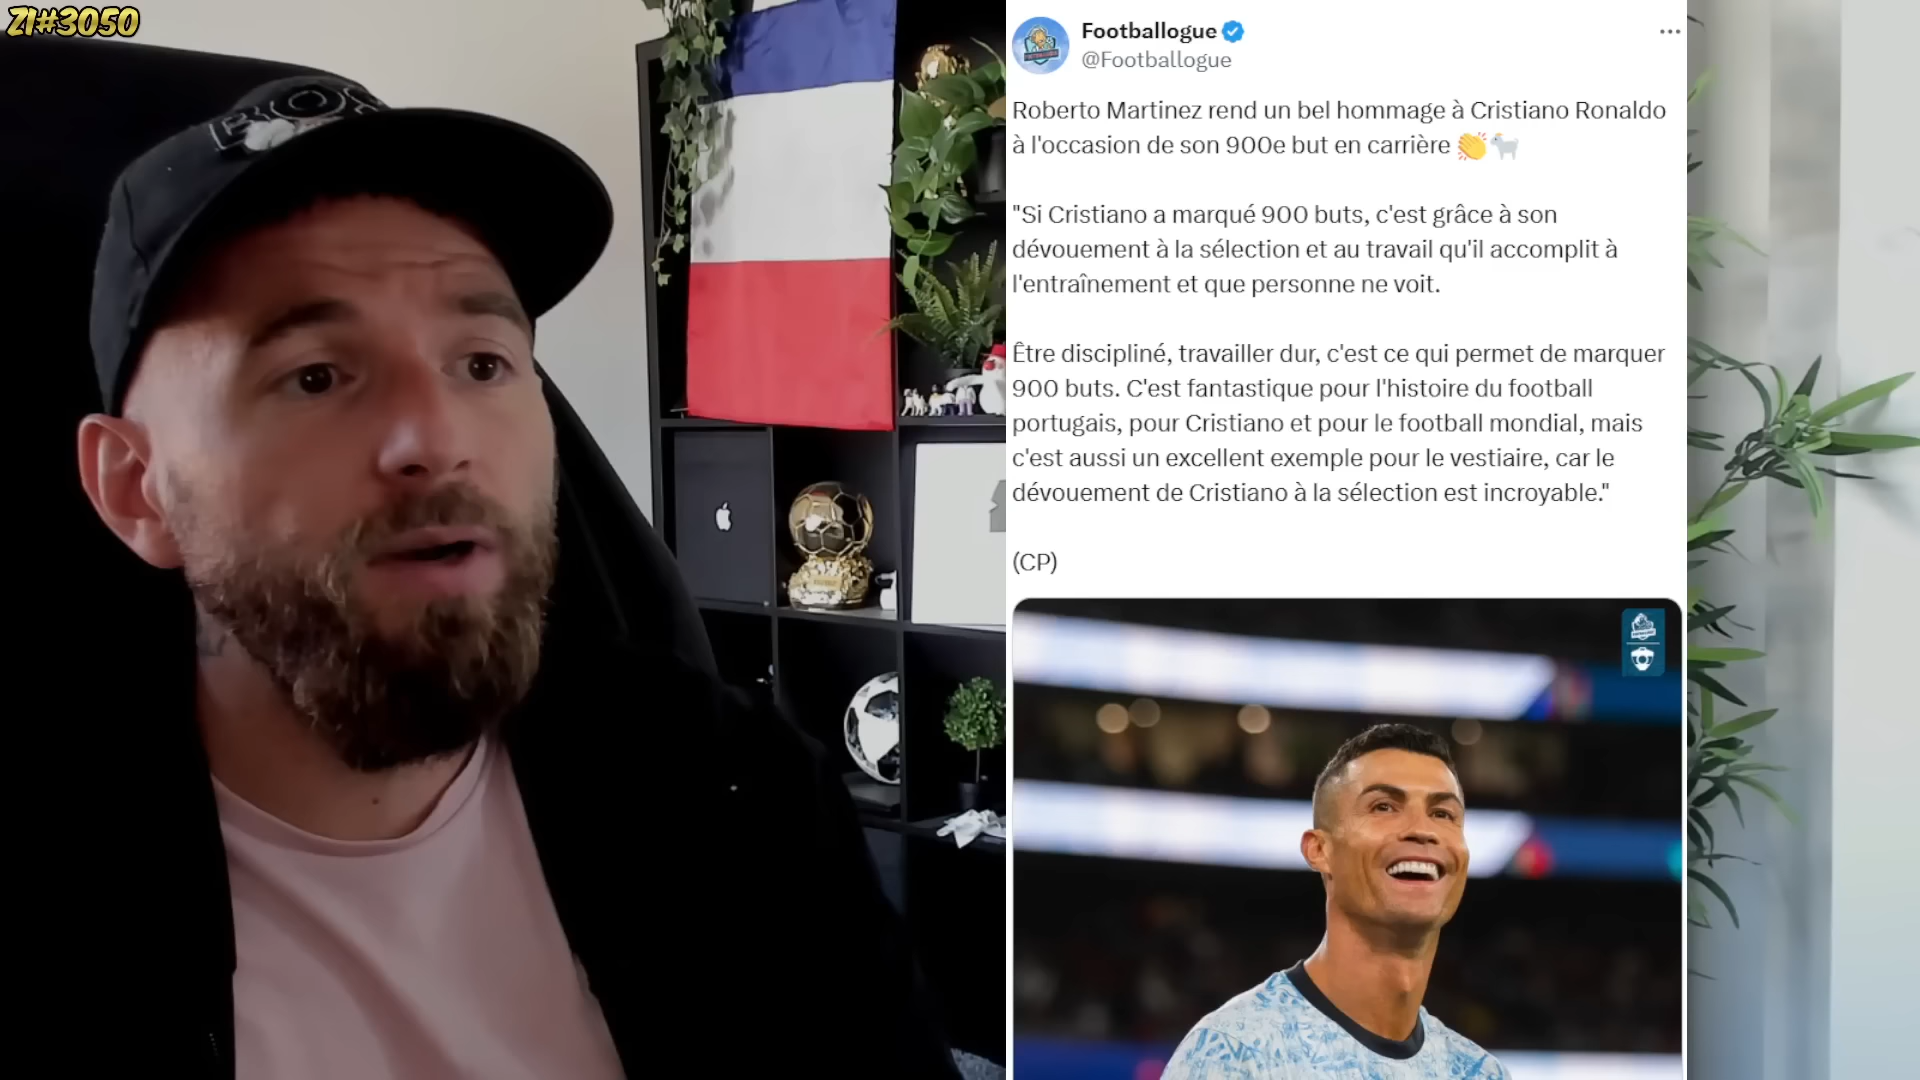 ZI#3050
Footballogue
@Footballogue
Roberto Martinez rend un bel hommage à Cristiano Ronaldo
à l'occasion de son 900e but en carrière 👏🐐
"Si Cristiano a marqué 900 buts, c'est grâce à son
dévouement à la sélection et au travail qu'il accomplit à
l'entraînement et que personne ne voit.
Être discipliné, travailler dur, c'est ce qui permet de marquer
900 buts. C'est fantastique pour l'histoire du football
portugais, pour Cristiano et pour le football mondial, mais
c'est aussi un excellent exemple pour le vestiaire, car le
dévouement de Cristiano à la sélection est incroyable."
(CP)